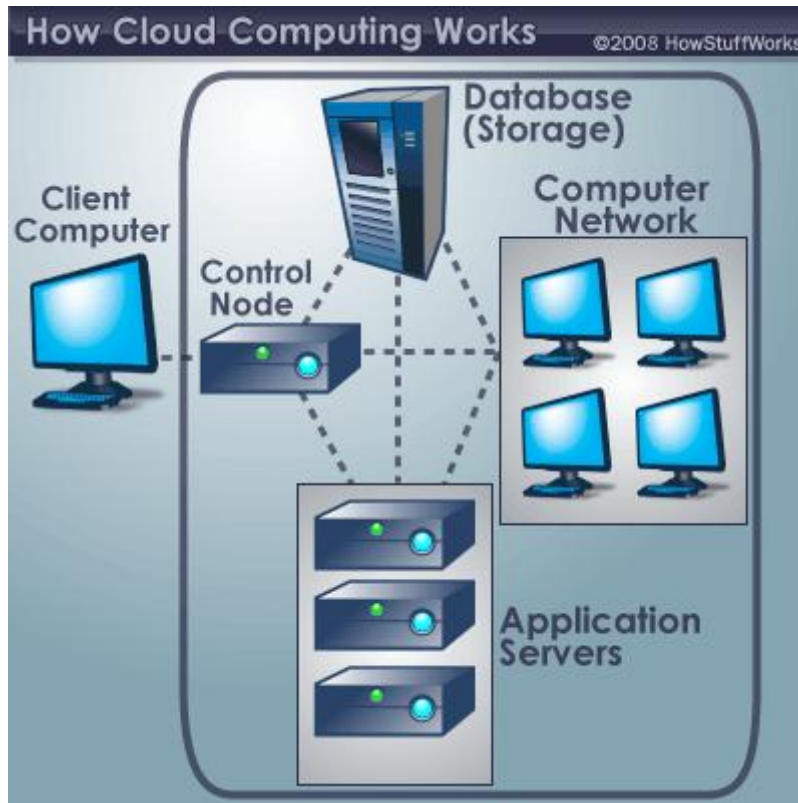 How Cloud Computing Works
©2008 HowStuffWorks
Database
(Storage)
Client
Computer
Computer
Network
Control
Node
Application
Servers